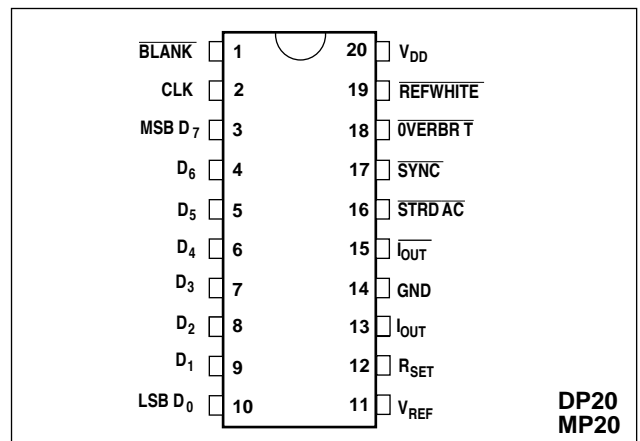 BLANK 1 20 VDD
CLK 2 19 REFWHITE
MSB D7 3 18 0VERBR T
D6 4 17 SYNC
D5 5 16 STRD AC
D4 6 15 IOUT
D3 7 14 GND
D2 8 13 IOUT
D1 9 12 RSET
LSB D0 10 11 VREF
DP20
MP20